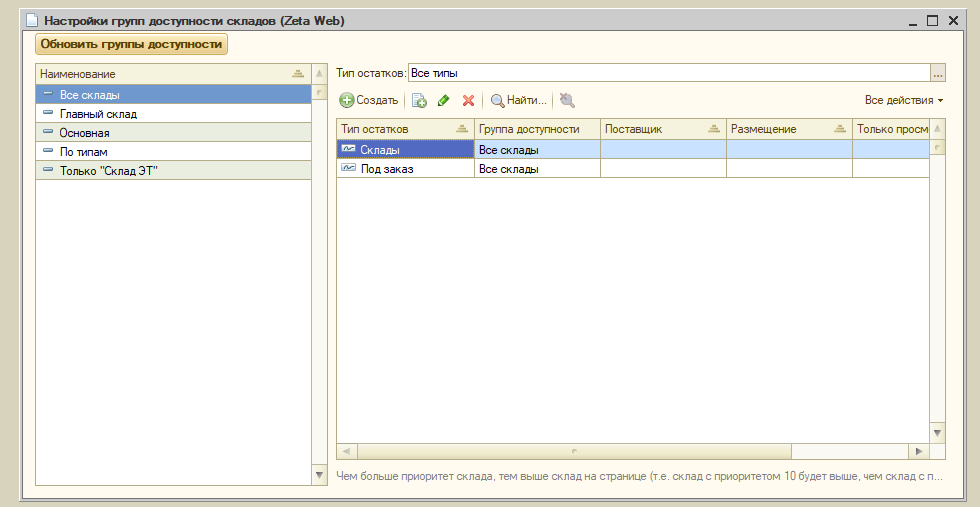 Настройки групп доступности складов (Zeta Web)
Обновить группы доступности
Наименование
Все склады
Главный склад
Основная
По типам
Только "Склад ЭТ"
Тип остатков: Все типы ...
Создать Найти... Все действия
Тип остатков Группа доступности Поставщик Размещение Только просм
Склады Все склады
Под заказ Все склады
Чем больше приоритет склада, тем выше склад на странице (т.е. склад с приоритетом 10 будет выше, чем склад с п...